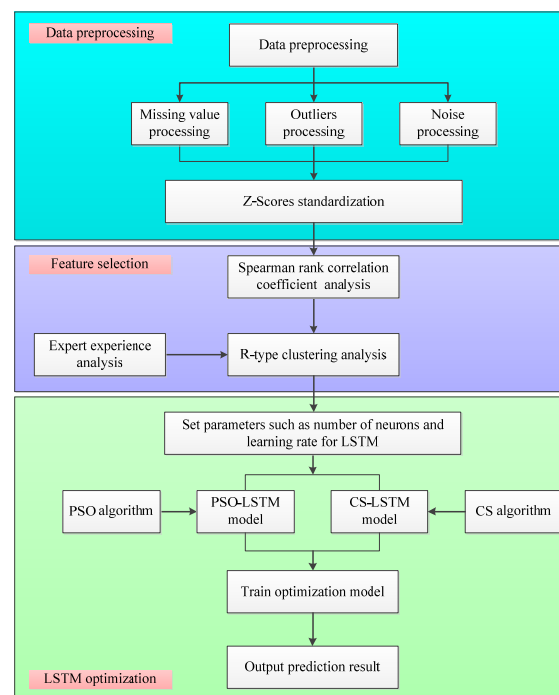 Data preprocessing
Data preprocessing
Missing value
processing
Outliers
processing
Noise
processing
Z-Scores standardization
Feature selection
Spearman rank correlation
coefficient analysis
Expert experience
analysis
R-type clustering analysis
Set parameters such as number of neurons and
learning rate for LSTM
PSO algorithm
PSO-LSTM
model
CS-LSTM
model
CS algorithm
Train optimization model
Output prediction result
LSTM optimization